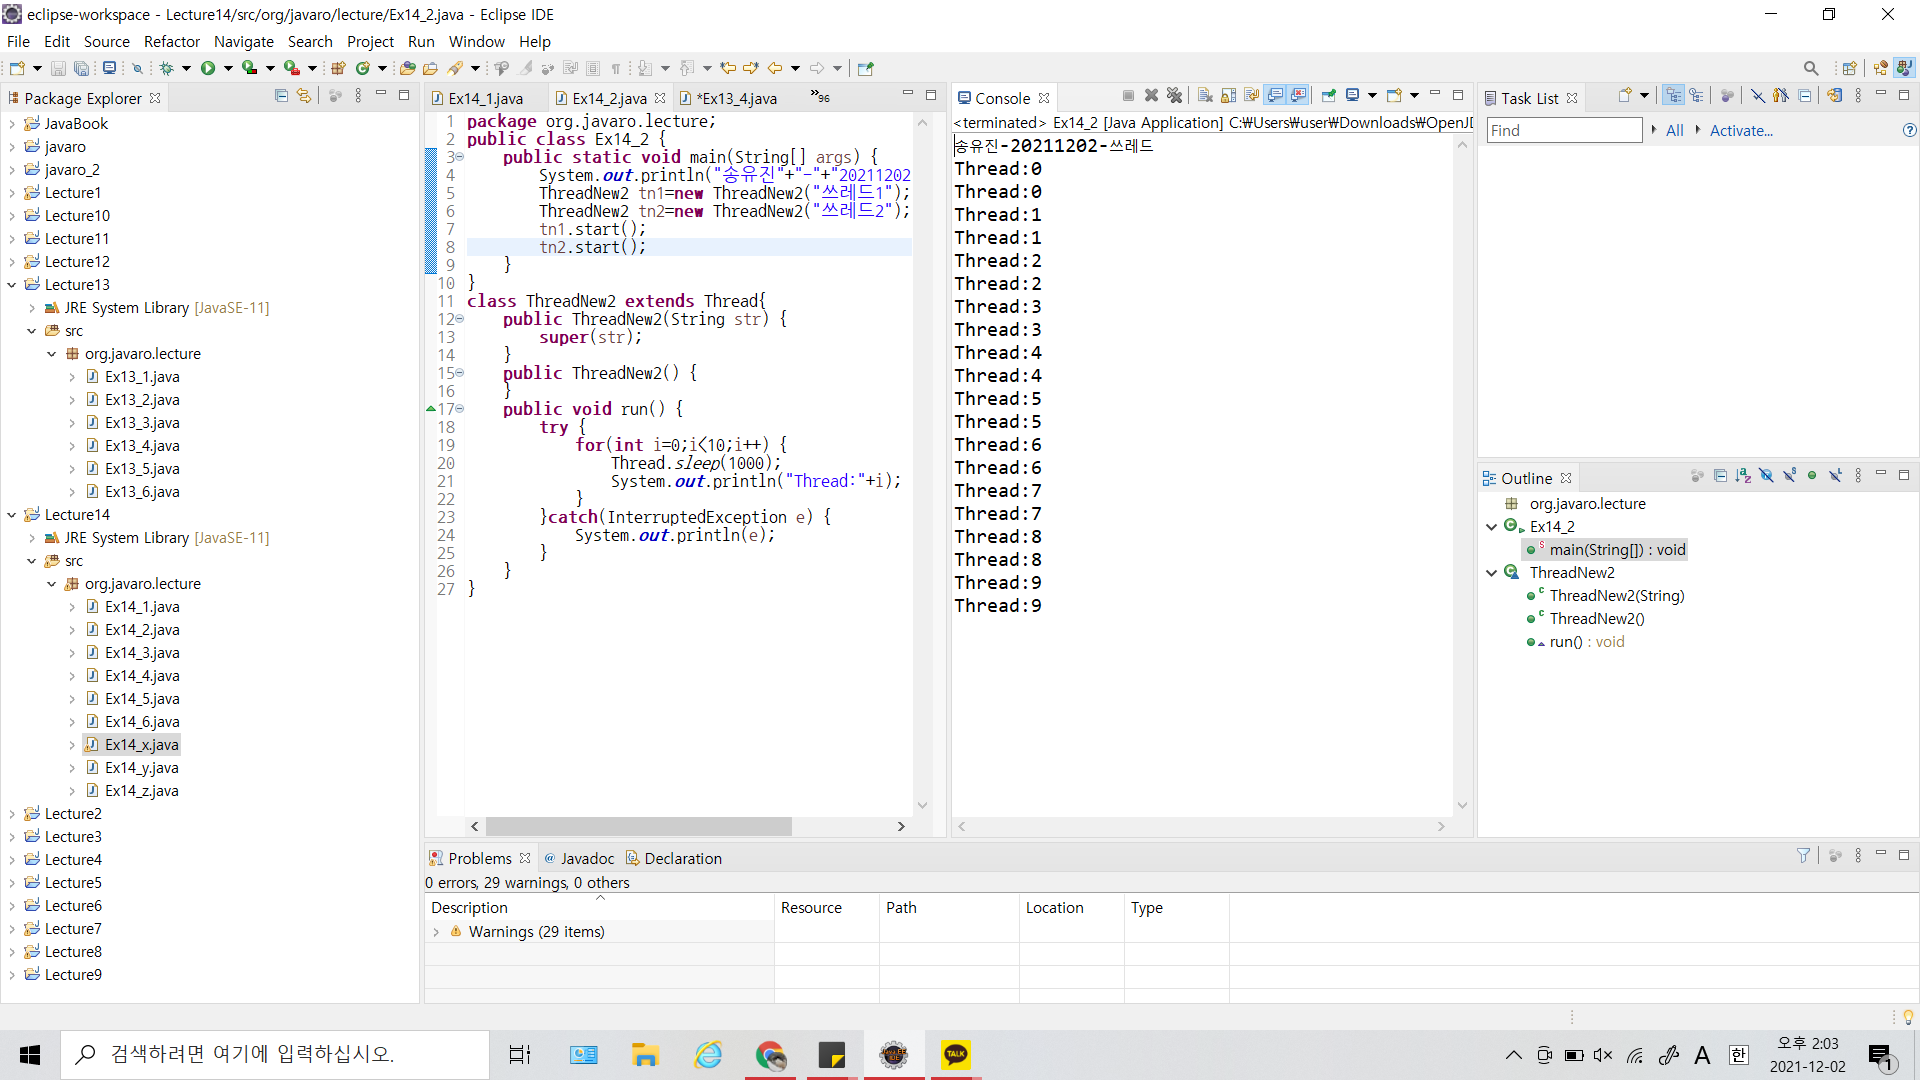 eclipse-workspace - Lecture14/src/org/javaro/lecture/Ex14_2.java - Eclipse IDE
File Edit Source Refactor Navigate Search Project Run Window Help
Package Explorer
JavaBook
javaro
javaro_2
Lecture1
Lecture10
Lecture11
Lecture12
Lecture13
JRE System Library [JavaSE-11]
src
org.javaro.lecture
Ex13_1.java
Ex13_2.java
Ex13_3.java
Ex13_4.java
Ex13_5.java
Ex13_6.java
Lecture14
JRE System Library [JavaSE-11]
src
org.javaro.lecture
Ex14_1.java
Ex14_2.java
Ex14_3.java
Ex14_4.java
Ex14_5.java
Ex14_6.java
Ex14_x.java
Ex14_y.java
Ex14_z.java
Lecture2
Lecture3
Lecture4
Lecture5
Lecture6
Lecture7
Lecture8
Lecture9
Ex14_1.java Ex14_2.java *Ex13_4.java »96
1 package org.javaro.lecture;
2 public class Ex14_2 {
3 public static void main(String[] args) {
4 System.out.println("송유진"+"-"+"20211202
5 ThreadNew2 tn1=new ThreadNew2("쓰레드1");
6 ThreadNew2 tn2=new ThreadNew2("쓰레드2");
7 tn1.start();
8 tn2.start();
9 }
10 }
11 class ThreadNew2 extends Thread{
12 public ThreadNew2(String str) {
13 super(str);
14 }
15 public ThreadNew2() {
16 }
17 public void run() {
18 try {
19 for(int i=0;i<10;i++) {
20 Thread.sleep(1000);
21 System.out.println("Thread:"+i);
22 }
23 }catch(InterruptedException e) {
24 System.out.println(e);
25 }
26 }
27 }
Console
<terminated> Ex14_2 [Java Application] C:₩Users₩user₩Downloads₩OpenJD
송유진-20211202-쓰레드
Thread:0
Thread:0
Thread:1
Thread:1
Thread:2
Thread:2
Thread:3
Thread:3
Thread:4
Thread:4
Thread:5
Thread:5
Thread:6
Thread:6
Thread:7
Thread:7
Thread:8
Thread:8
Thread:9
Thread:9
Task List
Find All Activate...
Outline
org.javaro.lecture
Ex14_2
main(String[]) : void
ThreadNew2
ThreadNew2(String)
ThreadNew2()
run() : void
Problems Javadoc Declaration
0 errors, 29 warnings, 0 others
Description Resource Path Location Type
Warnings (29 items)
검색하려면 여기에 입력하십시오.
TALK
A 한
오후 2:03
2021-12-02
1